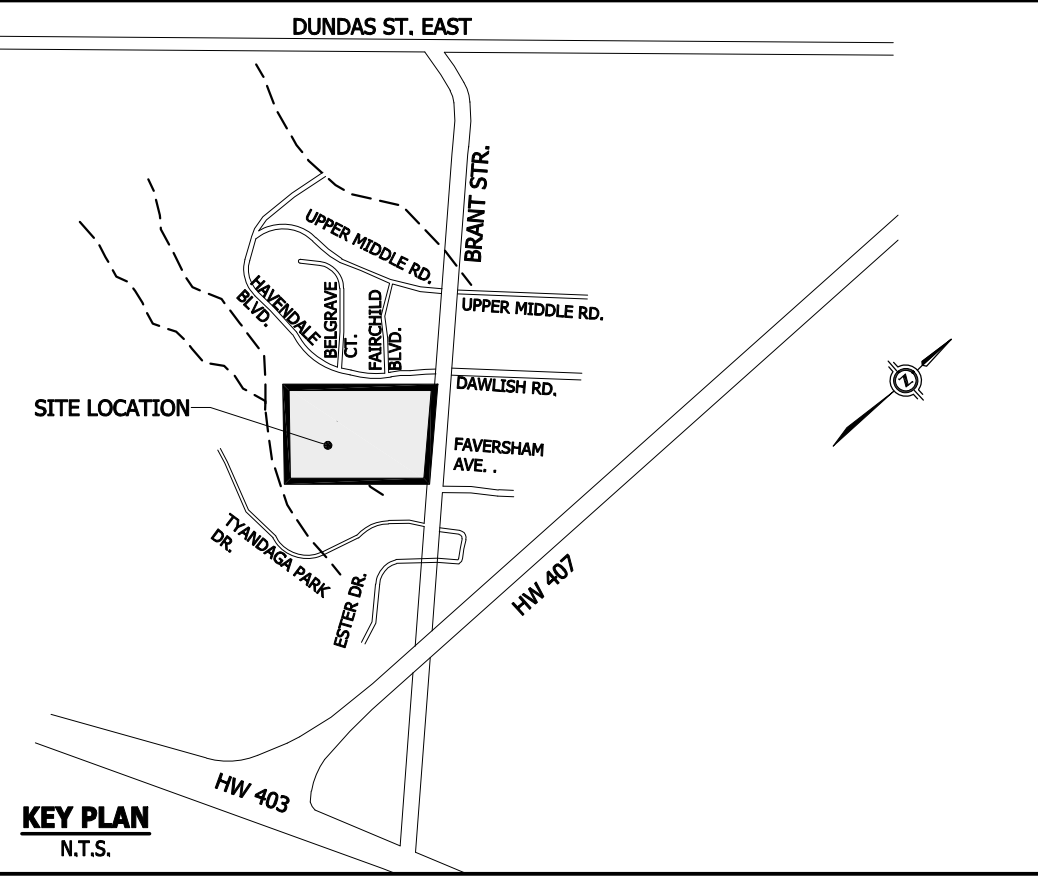 DUNDAS ST. EAST
BRANT STR.
UPPER MIDDLE RD.
HAVENDALE
BLVD.
BELGRAVE
CT.
FAIRCHILD
BLVD.
UPPER MIDDLE RD.
DAWLISH RD.
SITE LOCATION
FAVERSHAM
AVE. .
TYANDAGA PARK
DR.
ESTER DR.
HW 407
HW 403
KEY PLAN
N.T.S.
Z